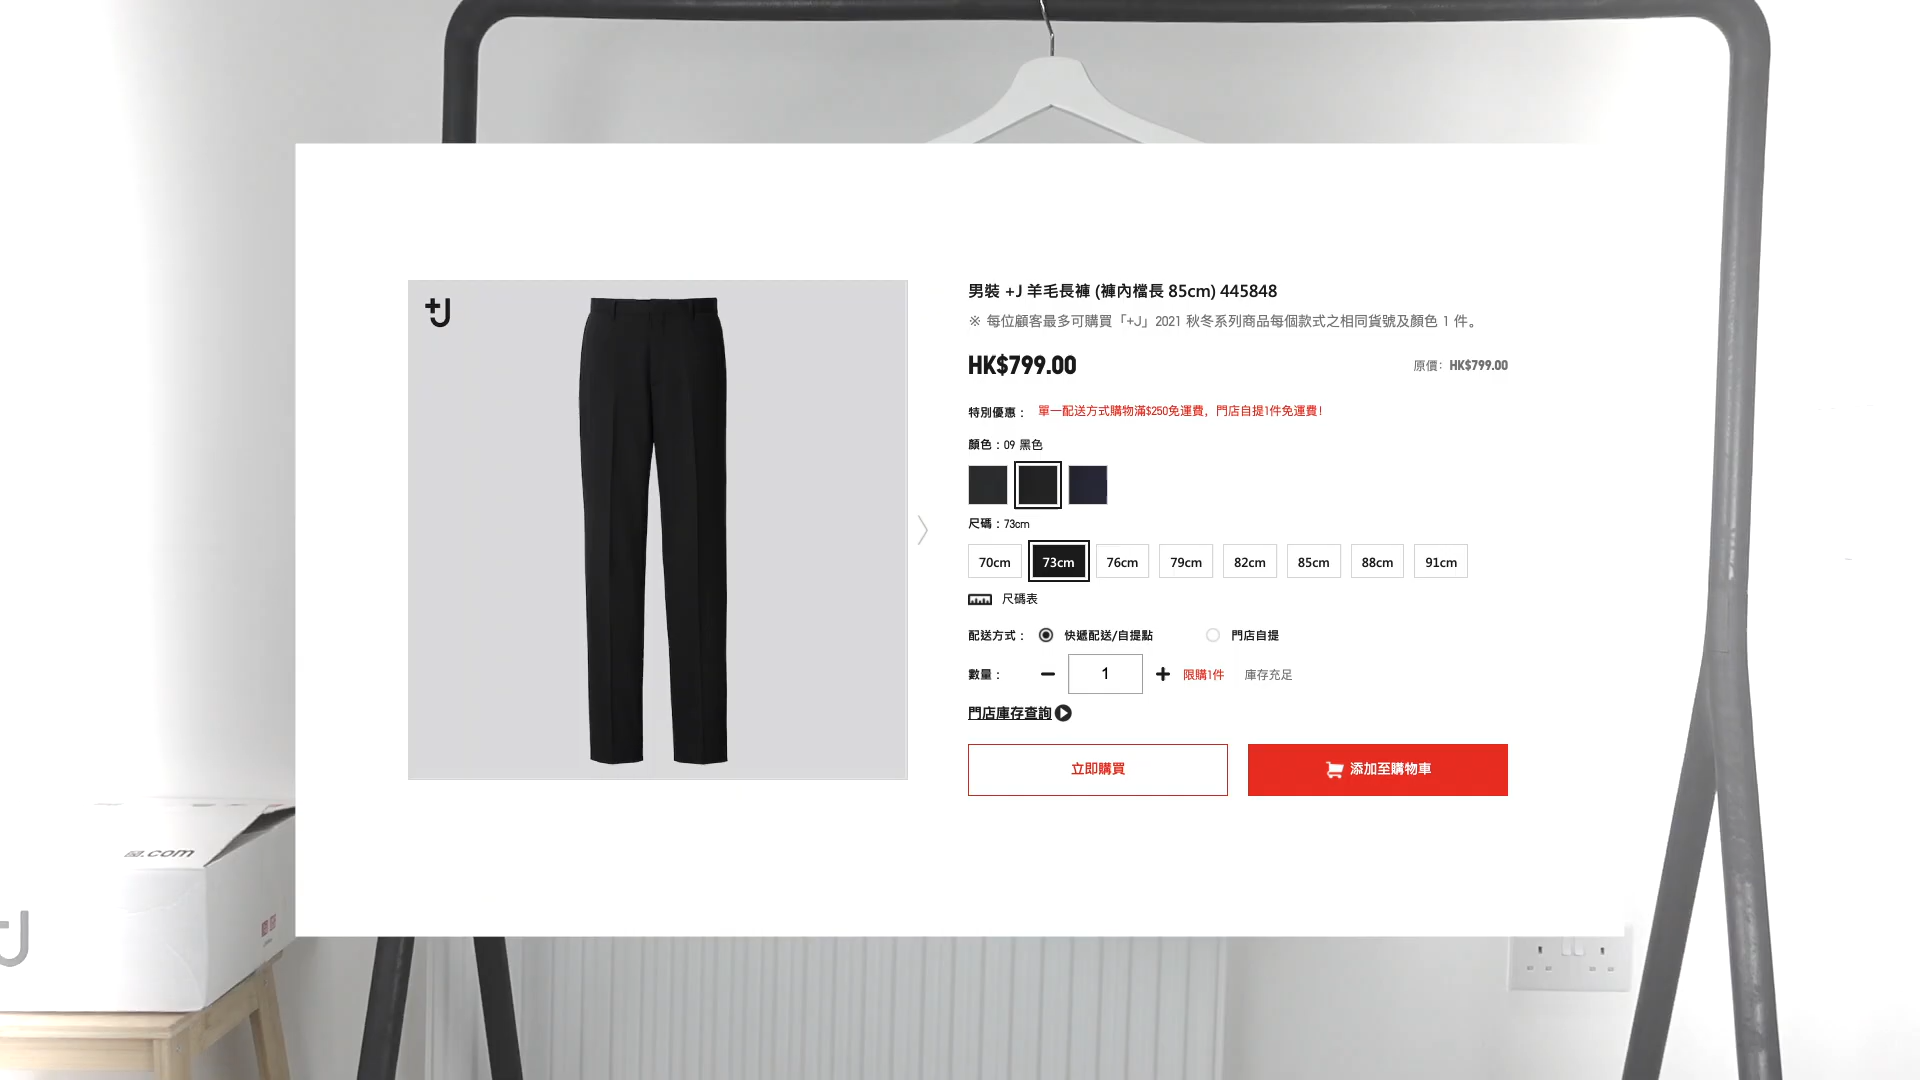 +J
男裝 +J 羊毛長褲 (褲內檔長 85cm) 445848
※ 每位顧客最多可購買「+J」2021 秋冬系列商品每個款式之相同貨號及顏色 1 件。
HK$799.00
原價: HK$799.00
特別優惠: 單一配送方式購物滿$250免運費, 門店自提1件免運費!
顏色: 09 黑色
尺碼: 73cm
70cm 73cm 76cm 79cm 82cm 85cm 88cm 91cm
尺碼表
配送方式: 快遞配送/自提點 門店自提
數量: 1 限購1件 庫存充足
門店庫存查詢
立即購買 添加至購物車
.com
+J